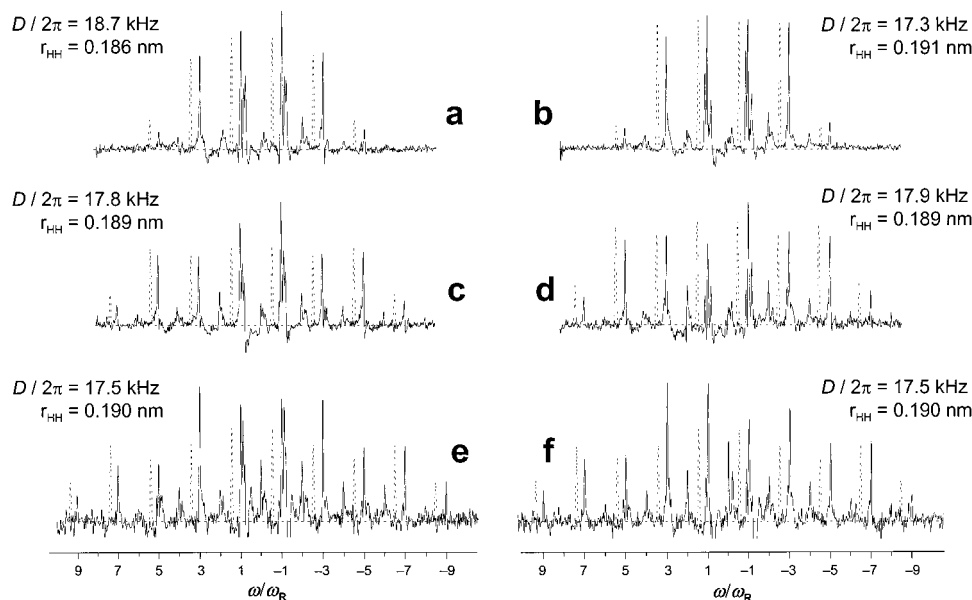 D / 2π = 18.7 kHz
r_HH = 0.186 nm
a
D / 2π = 17.3 kHz
r_HH = 0.191 nm
b
D / 2π = 17.8 kHz
r_HH = 0.189 nm
c
D / 2π = 17.9 kHz
r_HH = 0.189 nm
d
D / 2π = 17.5 kHz
r_HH = 0.190 nm
e
D / 2π = 17.5 kHz
r_HH = 0.190 nm
f
9 7 5 3 1 −1 −3 −5 −7 −9
ω/ω_R
9 7 5 3 1 −1 −3 −5 −7 −9
ω/ω_R